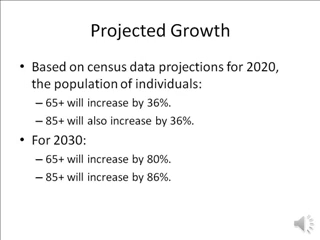 Projected Growth
• Based on census data projections for 2020,
the population of individuals:
– 65+ will increase by 36%.
– 85+ will also increase by 36%.
• For 2030:
– 65+ will increase by 80%.
– 85+ will increase by 86%.